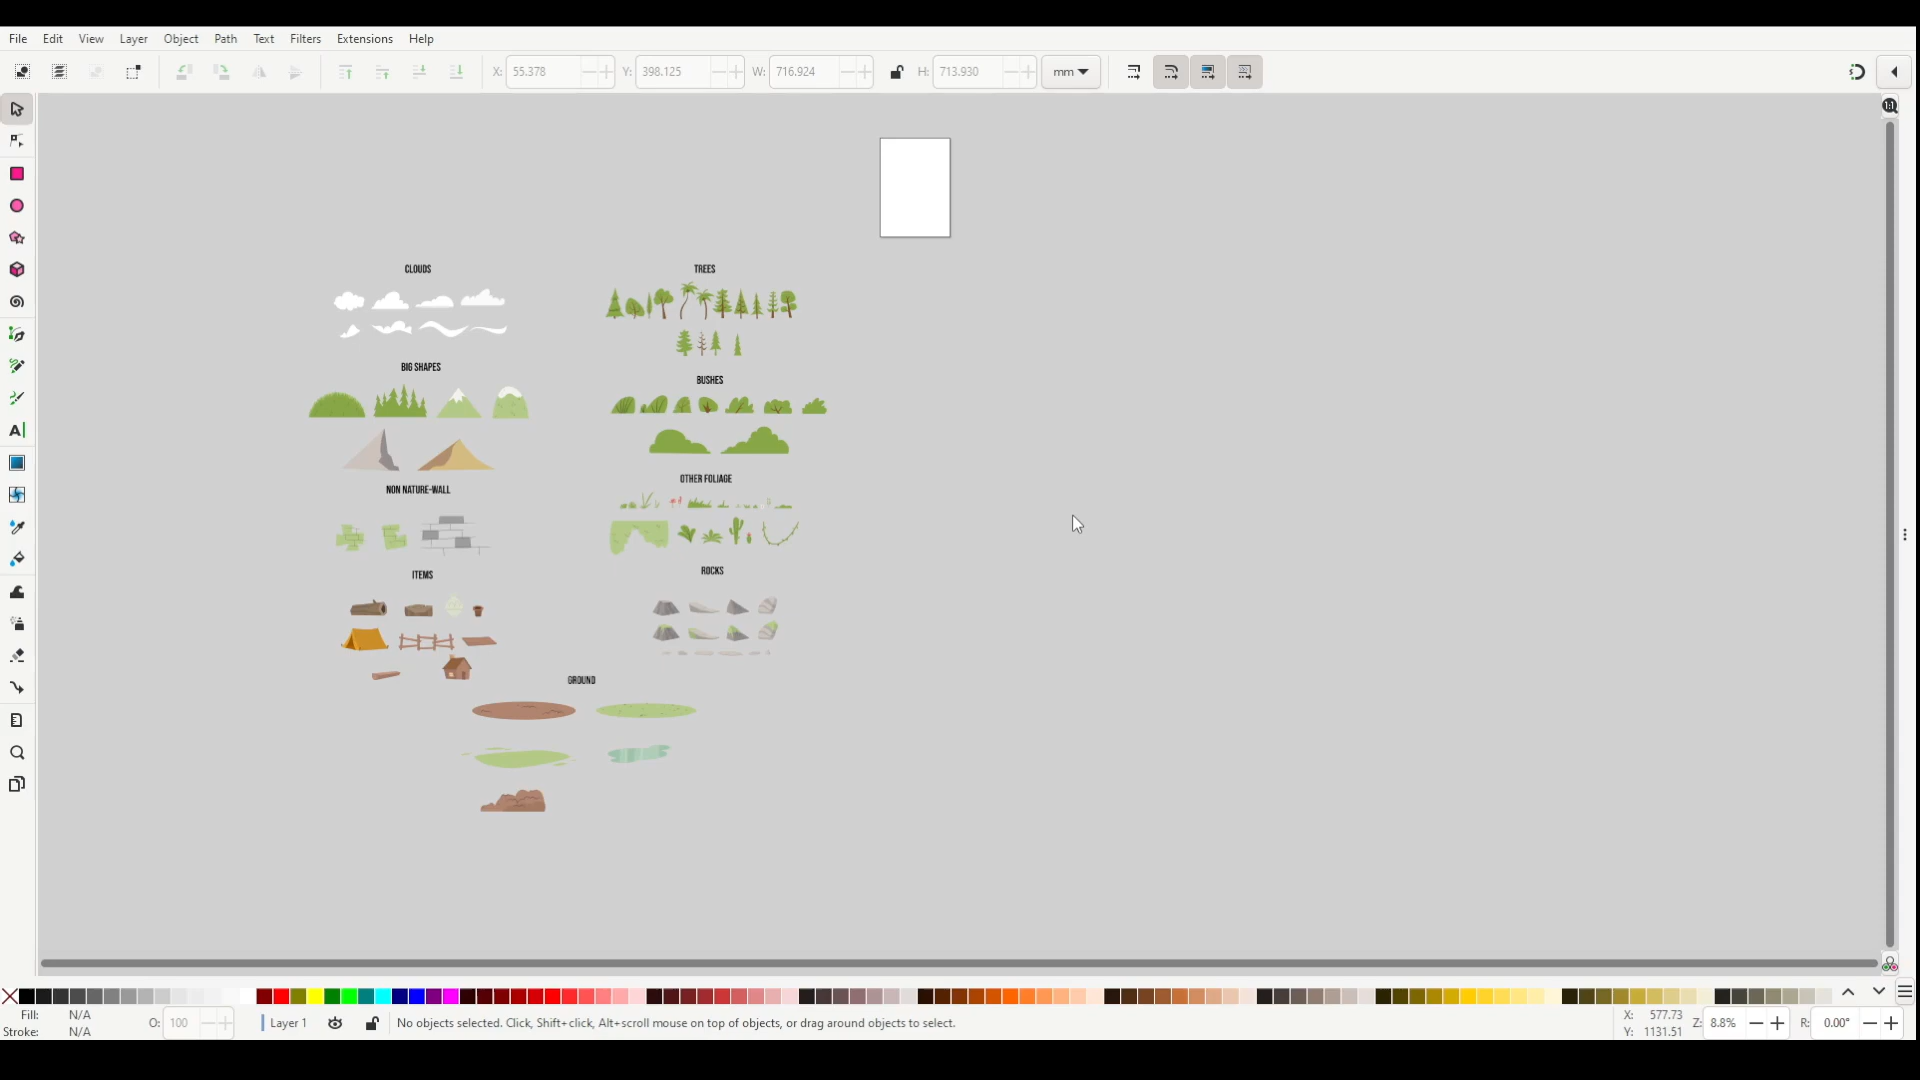 File Edit View Layer Object Path Text Filters Extensions Help
X: 55.378 Y: 398.125 W: 716.924 H: 713.930 mm
1:1
CLOUDS
TREES
BIG SHAPES
BUSHES
OTHER FOLIAGE
NON NATURE-WALL
ROCKS
ITEMS
GROUND
Fill: N/A
Stroke: N/A
O: 100
Layer 1
No objects selected. Click, Shift+click, Alt+scroll mouse on top of objects, or drag around objects to select.
X: 577.73
Y: 1131.51
Z: 8.8%
R: 0.00°